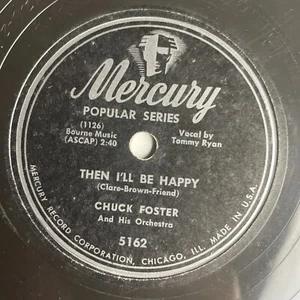 Mercury
POPULAR SERIES
(1126)
Bourne Music
(ASCAP) 2:40
Vocal by
Tommy Ryan
THEN I'LL BE HAPPY
(Clare-Brown-Friend)
CHUCK FOSTER
And His Orchestra
5162
MERCURY RECORD CORPORATION, CHICAGO, ILL. MADE IN U.S.A.